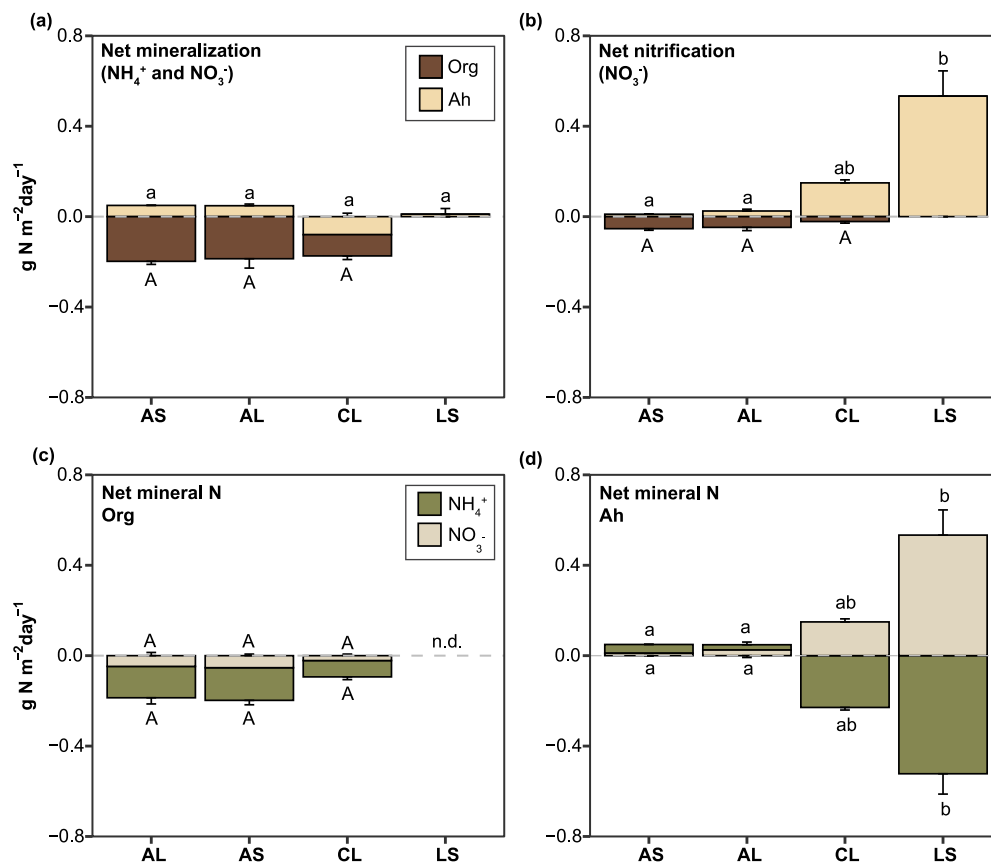 (a)
Net mineralization
(NH₄⁺ and NO₃⁻)
Org
Ah
g N m⁻²day⁻¹
0.8
0.4
0.0
−0.4
−0.8
a
a
a
a
A
A
A
AS
AL
CL
LS
(b)
Net nitrification
(NO₃⁻)
0.8
0.4
0.0
−0.4
−0.8
a
a
ab
b
A
A
A
AS
AL
CL
LS
(c)
Net mineral N
Org
NH₄⁺
NO₃⁻
g N m⁻²day⁻¹
0.8
0.4
0.0
−0.4
−0.8
A
A
A
n.d.
A
A
A
AL
AS
CL
LS
(d)
Net mineral N
Ah
0.8
0.4
0.0
−0.4
−0.8
a
a
ab
b
a
a
ab
b
AS
AL
CL
LS